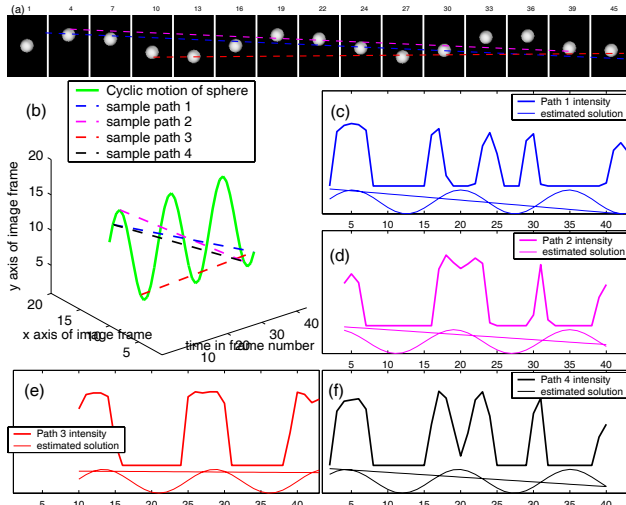 (a)
1 4 7 10 13 16 19 22 24 27 30 33 36 39 45
(b)
Cyclic motion of sphere
sample path 1
sample path 2
sample path 3
sample path 4
20
15
10
5
y axis of image frame
20
15
10
5
x axis of image frame
10
20
30
40
time in frame number
(c)
Path 1 intensity
estimated solution
5 10 15 20 25 30 35 40
(d)
Path 2 intensity
estimated solution
5 10 15 20 25 30 35 40
(e)
Path 3 intensity
estimated solution
5 10 15 20 25 30 35 40
(f)
Path 4 intensity
estimated solution
5 10 15 20 25 30 35 40